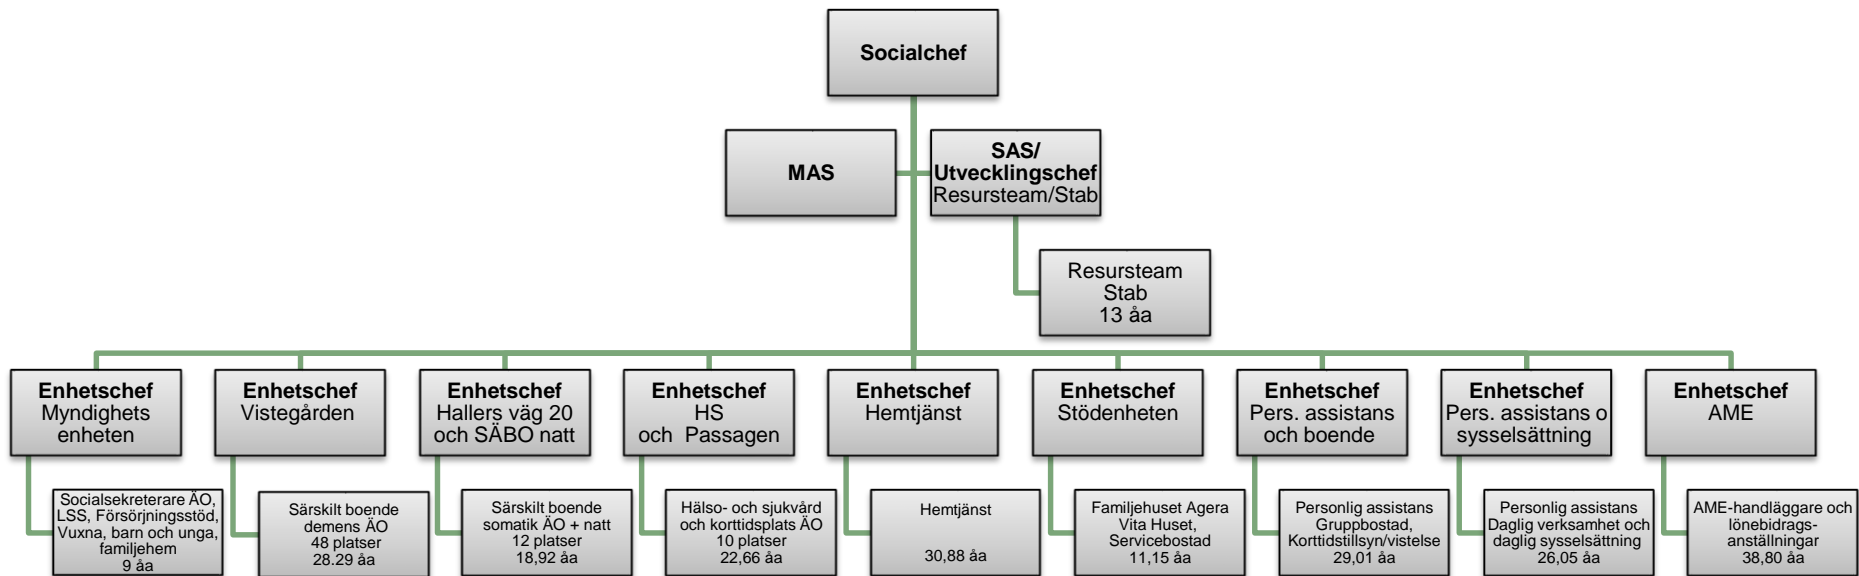 Socialchef
MAS
SAS/
Utvecklingschef
Resursteam/Stab
Resursteam
Stab
13 åa
Enhetschef
Myndighets
enheten
Enhetschef
Vistegården
Enhetschef
Hallers väg 20
och SÄBO natt
Enhetschef
HS
och Passagen
Enhetschef
Hemtjänst
Enhetschef
Stödenheten
Enhetschef
Pers. assistans
och boende
Enhetschef
Pers. assistans o
sysselsättning
Enhetschef
AME
Socialsekreterare ÄO,
LSS, Försörjningsstöd,
Vuxna, barn och unga,
familjehem
9 åa
Särskilt boende
demens ÄO
48 platser
28.29 åa
Särskilt boende
somatik ÄO + natt
12 platser
18,92 åa
Hälso- och sjukvård
och korttidsplats ÄO
10 platser
22,66 åa
Hemtjänst
30,88 åa
Familjehuset Agera
Vita Huset,
Servicebostad
11,15 åa
Personlig assistans
Gruppbostad,
Korttidstillsyn/vistelse
29,01 åa
Personlig assistans
Daglig verksamhet och
daglig sysselsättning
26,05 åa
AME-handläggare och
lönebidrags-
anställningar
38,80 åa